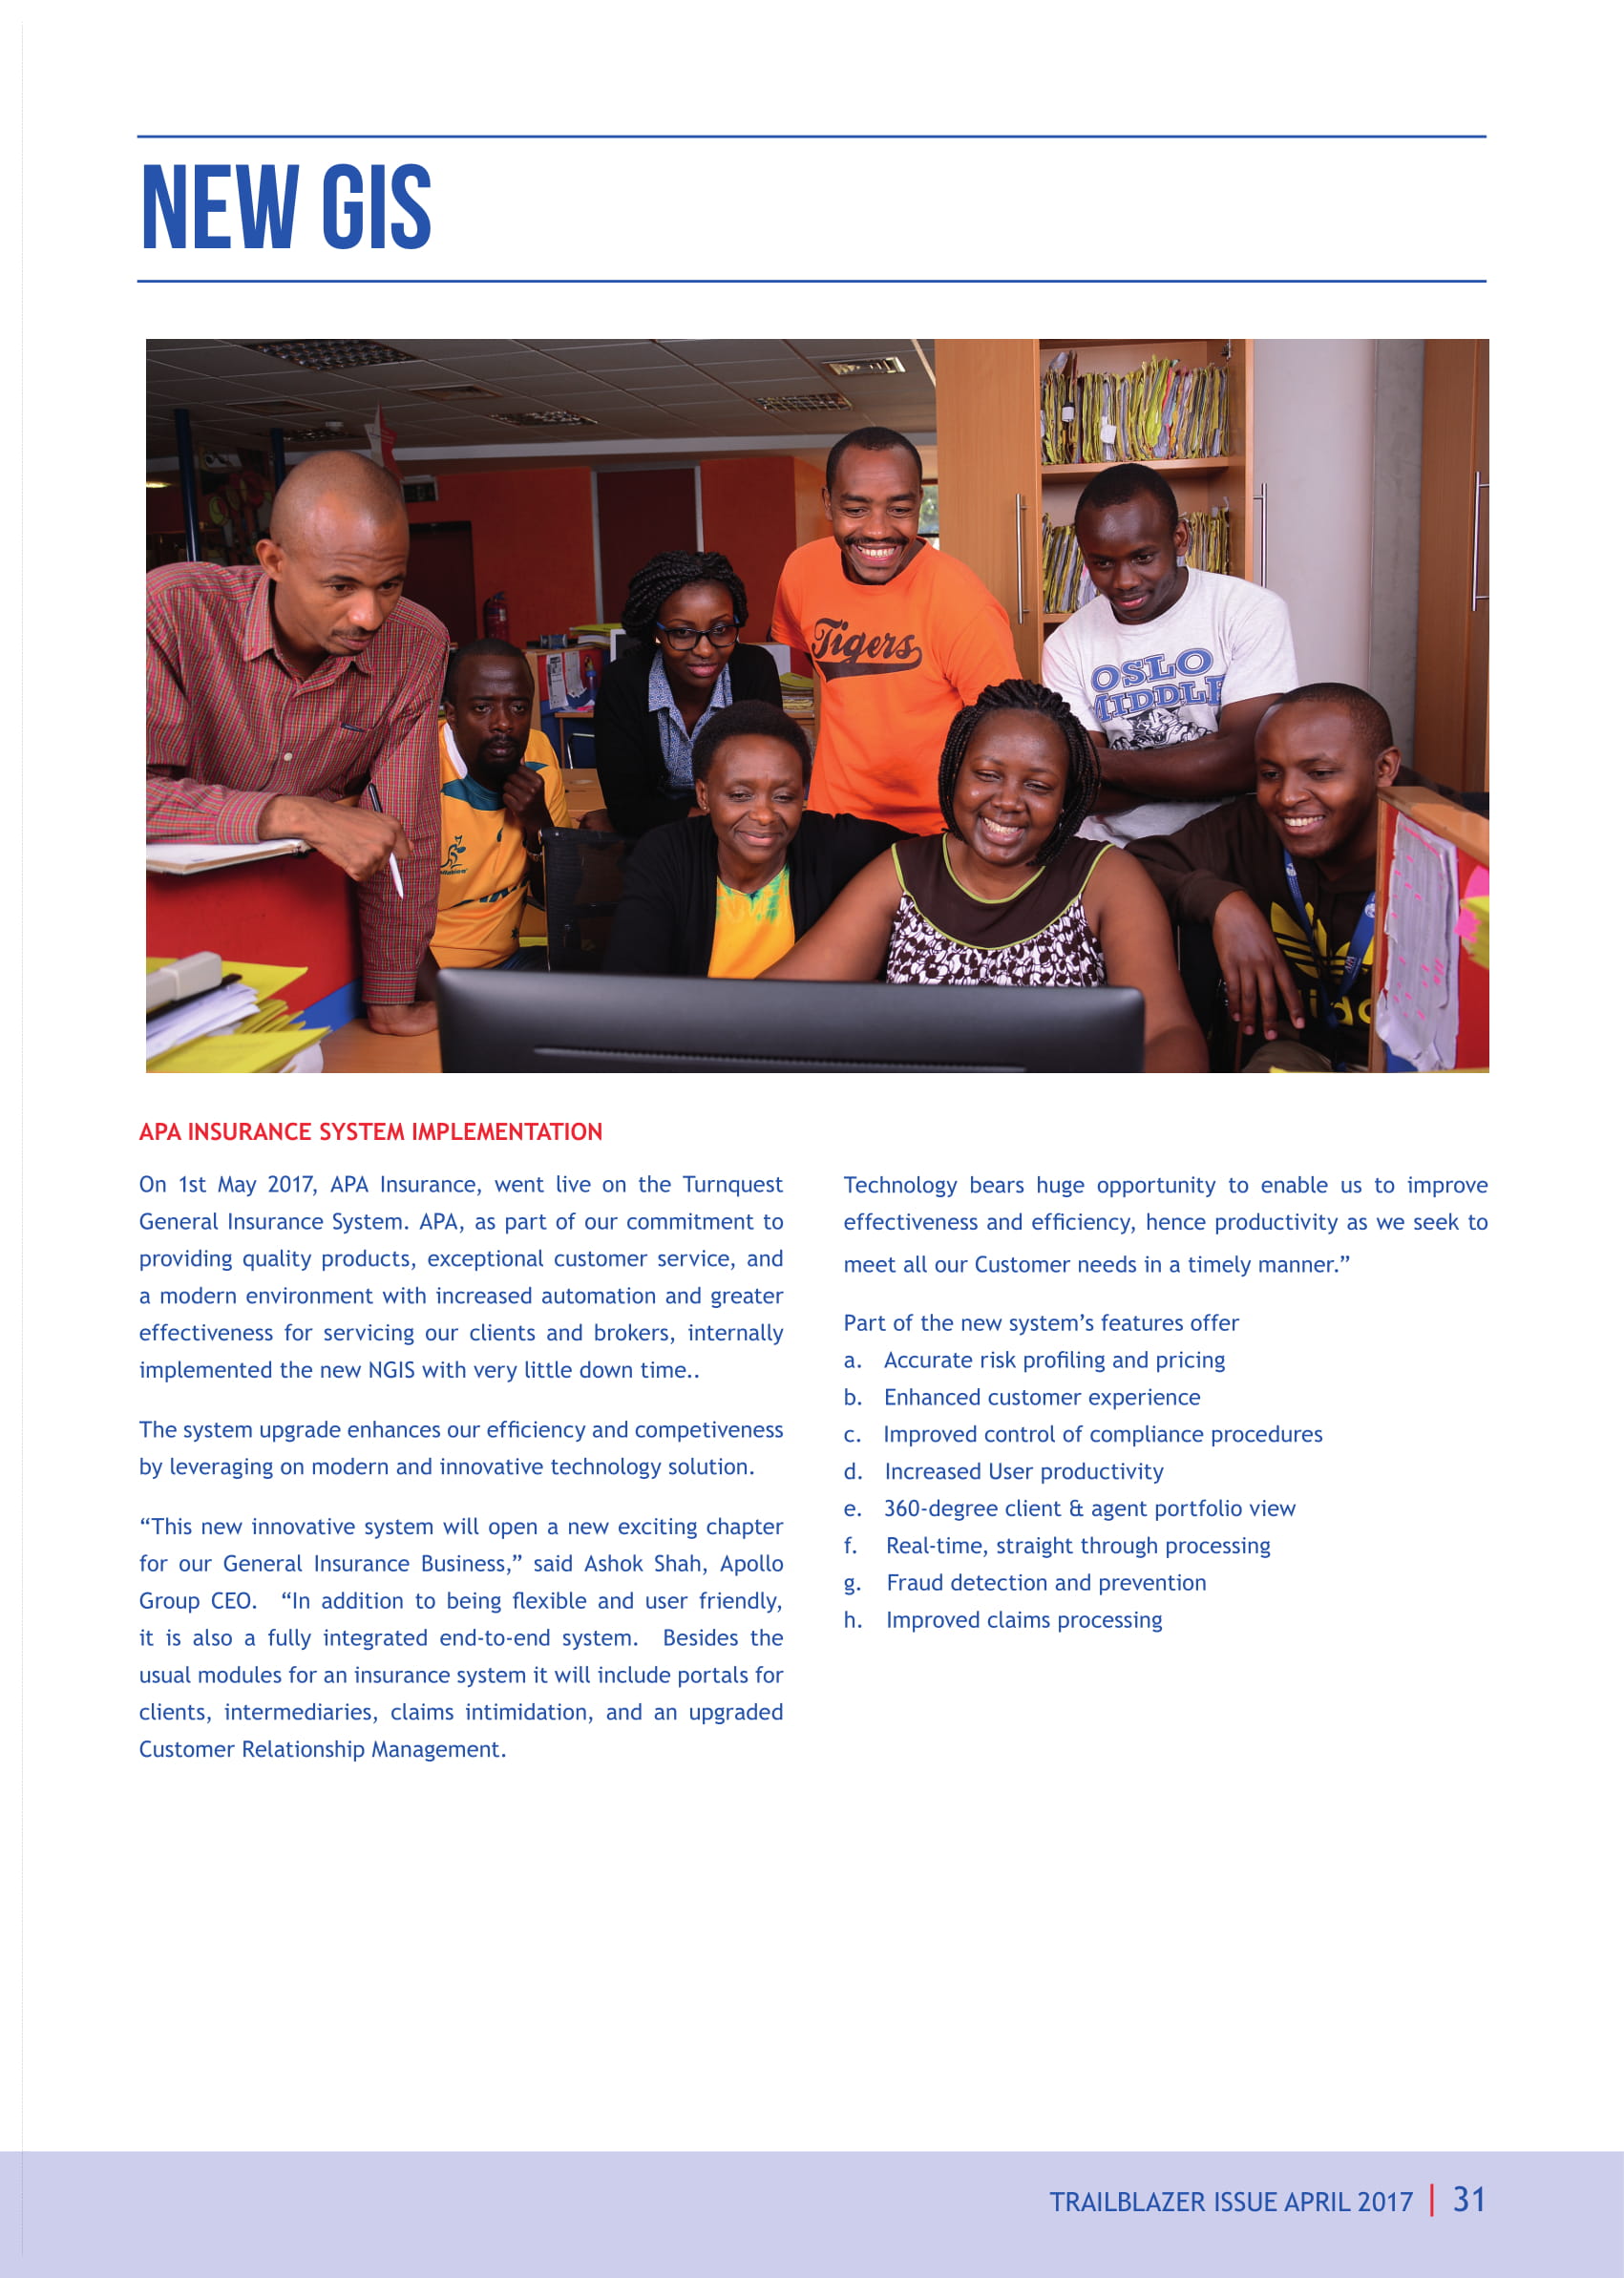 NEW GIS
Tigers
OSLO
MIDDLE
APA INSURANCE SYSTEM IMPLEMENTATION
On 1st May 2017, APA Insurance, went live on the Turnquest
General Insurance System. APA, as part of our commitment to
providing quality products, exceptional customer service, and
a modern environment with increased automation and greater
effectiveness for servicing our clients and brokers, internally
implemented the new NGIS with very little down time..
The system upgrade enhances our efficiency and competiveness
by leveraging on modern and innovative technology solution.
“This new innovative system will open a new exciting chapter
for our General Insurance Business,” said Ashok Shah, Apollo
Group CEO.  “In addition to being flexible and user friendly,
it is also a fully integrated end-to-end system.  Besides the
usual modules for an insurance system it will include portals for
clients, intermediaries, claims intimidation, and an upgraded
Customer Relationship Management.
Technology bears huge opportunity to enable us to improve
effectiveness and efficiency, hence productivity as we seek to
meet all our Customer needs in a timely manner.”
Part of the new system’s features offer
a. Accurate risk profiling and pricing
b. Enhanced customer experience
c. Improved control of compliance procedures
d. Increased User productivity
e. 360-degree client & agent portfolio view
f. Real-time, straight through processing
g. Fraud detection and prevention
h. Improved claims processing
TRAILBLAZER ISSUE APRIL 2017 | 31